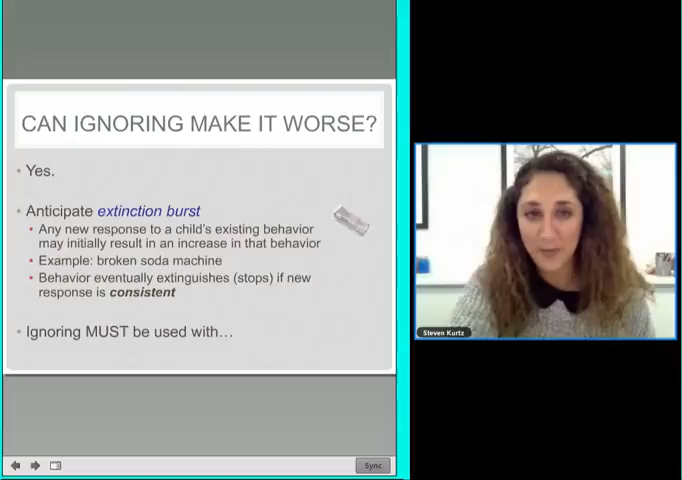 CAN IGNORING MAKE IT WORSE?
Yes.
Anticipate extinction burst
Any new response to a child's existing behavior
may initially result in an increase in that behavior
Example: broken soda machine
Behavior eventually extinguishes (stops) if new
response is consistent
Ignoring MUST be used with…
Steven Kurtz
Sync